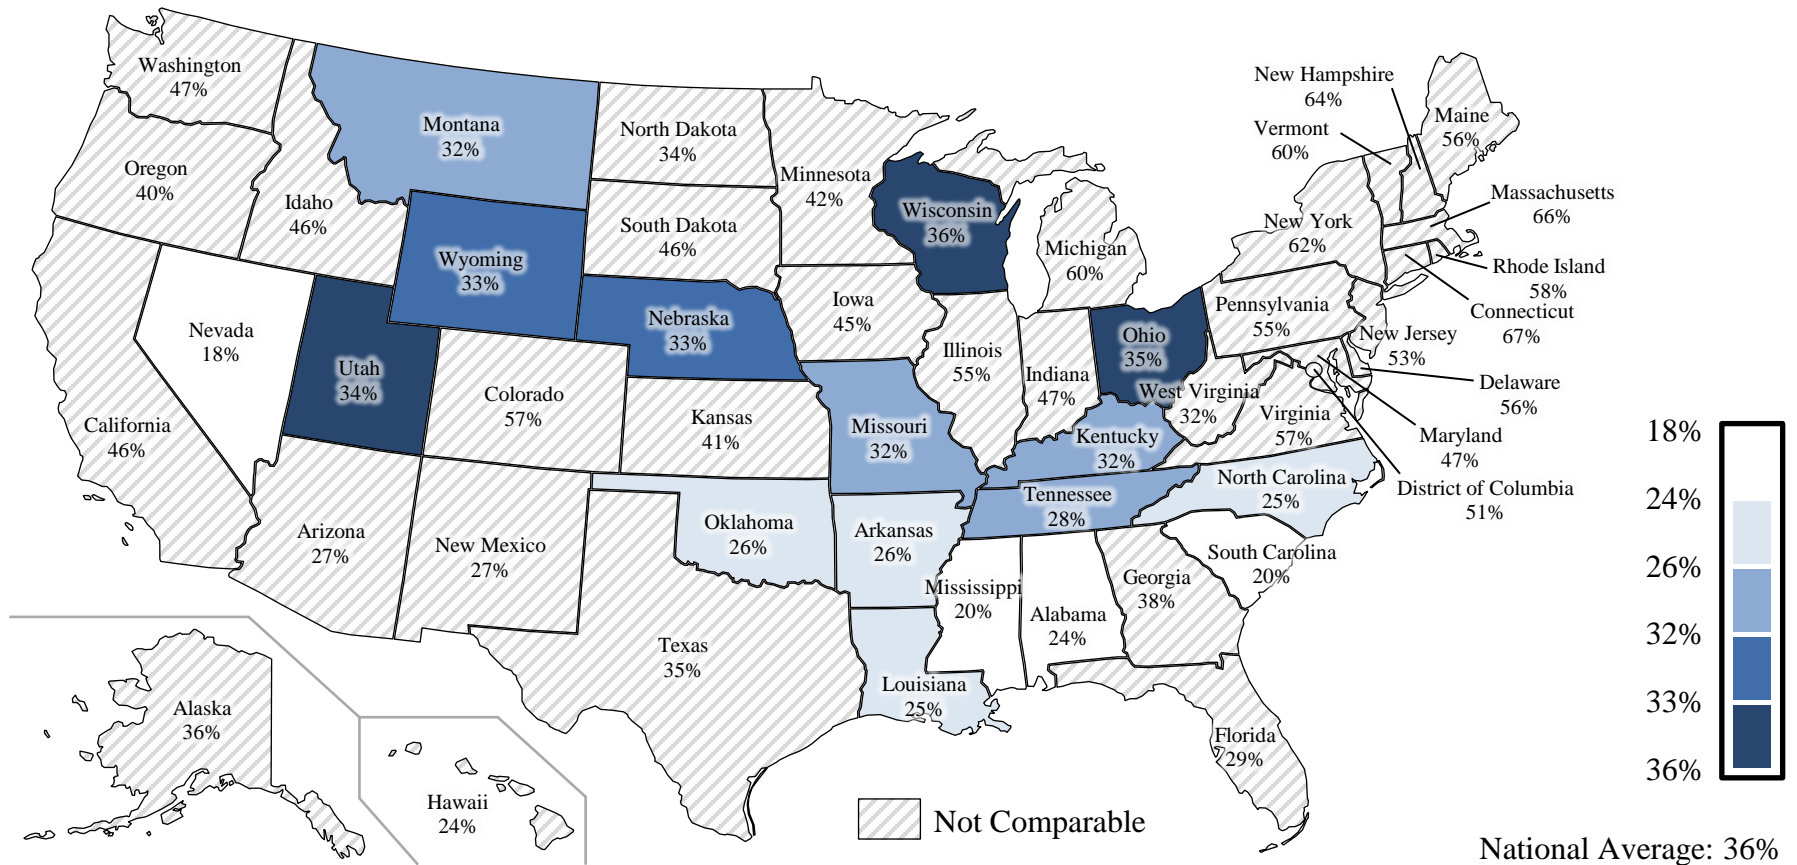 Washington
47%
Oregon
40%
California
46%
Idaho
46%
Nevada
18%
Montana
32%
Wyoming
33%
Utah
34%
Arizona
27%
Colorado
57%
New Mexico
27%
North Dakota
34%
South Dakota
46%
Nebraska
33%
Kansas
41%
Oklahoma
26%
Texas
35%
Minnesota
42%
Iowa
45%
Missouri
32%
Arkansas
26%
Louisiana
25%
Wisconsin
36%
Illinois
55%
Michigan
60%
Indiana
47%
Ohio
35%
Kentucky
32%
Tennessee
28%
Mississippi
20%
Alabama
24%
Georgia
38%
Florida
29%
South Carolina
20%
North Carolina
25%
West Virginia
32%
Virginia
57%
Pennsylvania
55%
New York
62%
New Hampshire
64%
Vermont
60%
Maine
56%
Massachusetts
66%
Rhode Island
58%
Connecticut
67%
New Jersey
53%
Delaware
56%
Maryland
47%
District of Columbia
51%
Alaska
36%
Hawaii
24%
Not Comparable
18%
24%
26%
32%
33%
36%
National Average: 36%